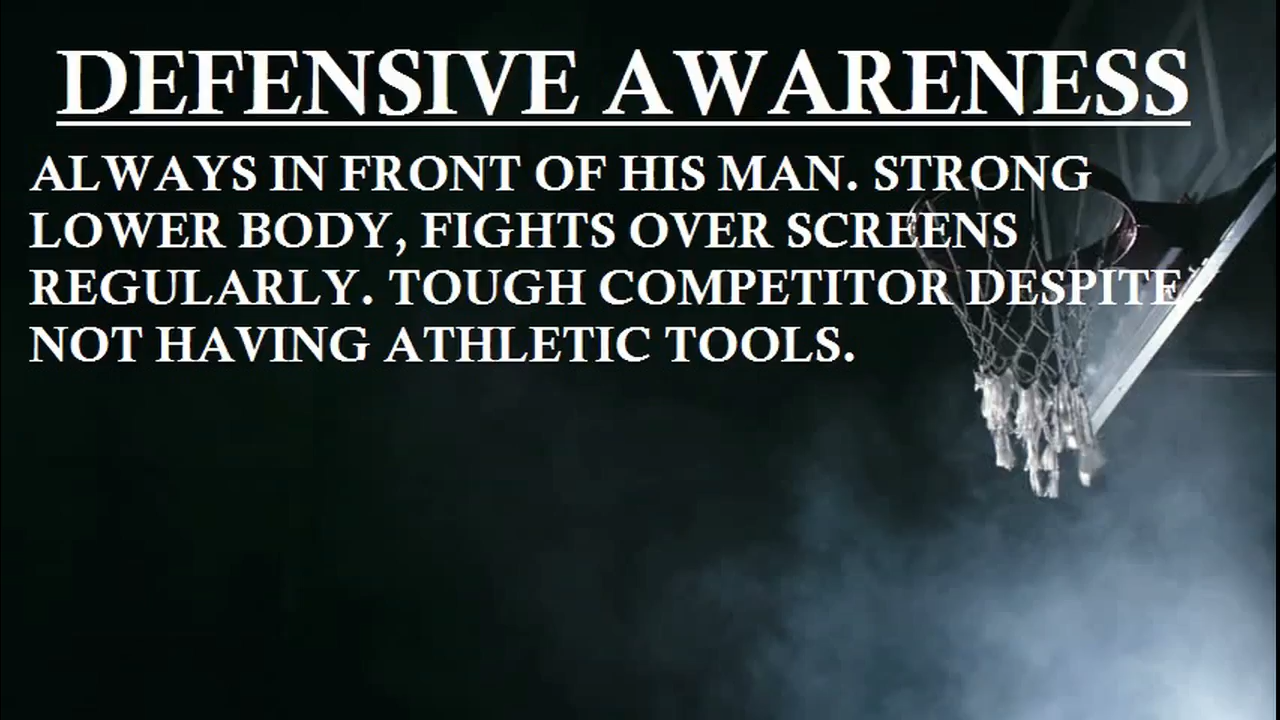 DEFENSIVE AWARENESS
ALWAYS IN FRONT OF HIS MAN. STRONG
LOWER BODY, FIGHTS OVER SCREENS
REGULARLY. TOUGH COMPETITOR DESPITE
NOT HAVING ATHLETIC TOOLS.